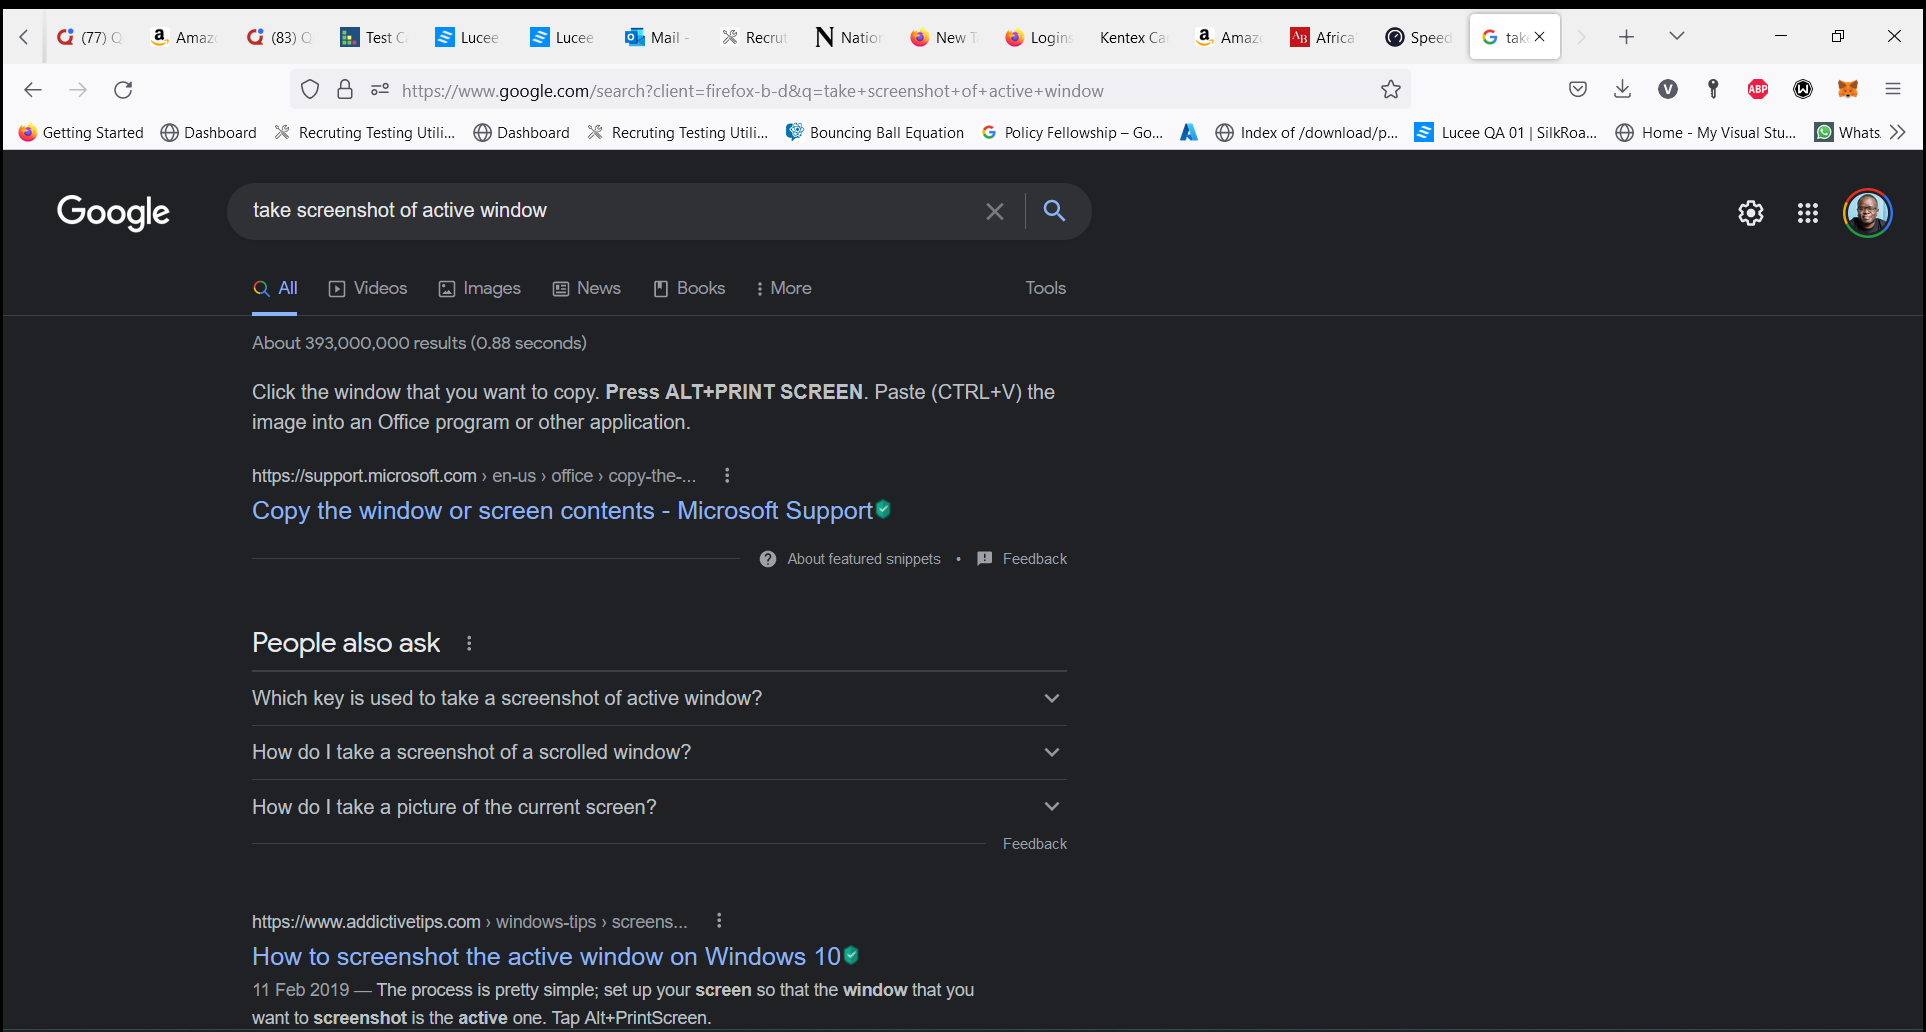 (77) Q
Amazo
(83) Q
Test Ca
Lucee
Lucee
Mail -
Recrut
Nation
New T
Logins
Kentex Car
Amazo
Africa'
Speed
take
https://www.google.com/search?client=firefox-b-d&q=take+screenshot+of+active+window
ABP
Getting Started
Dashboard
Recruting Testing Utili...
Dashboard
Recruting Testing Utili...
Bouncing Ball Equation
Policy Fellowship – Go...
Index of /download/p...
Lucee QA 01 | SilkRoa...
Home - My Visual Stu...
Whats
Google
take screenshot of active window
All
Videos
Images
News
Books
More
Tools
About 393,000,000 results (0.88 seconds)
Click the window that you want to copy. Press ALT+PRINT SCREEN. Paste (CTRL+V) the
image into an Office program or other application.
https://support.microsoft.com › en-us › office › copy-the-...
Copy the window or screen contents - Microsoft Support
About featured snippets • Feedback
People also ask
Which key is used to take a screenshot of active window?
How do I take a screenshot of a scrolled window?
How do I take a picture of the current screen?
Feedback
https://www.addictivetips.com › windows-tips › screens...
How to screenshot the active window on Windows 10
11 Feb 2019 — The process is pretty simple; set up your screen so that the window that you
want to screenshot is the active one. Tap Alt+PrintScreen.